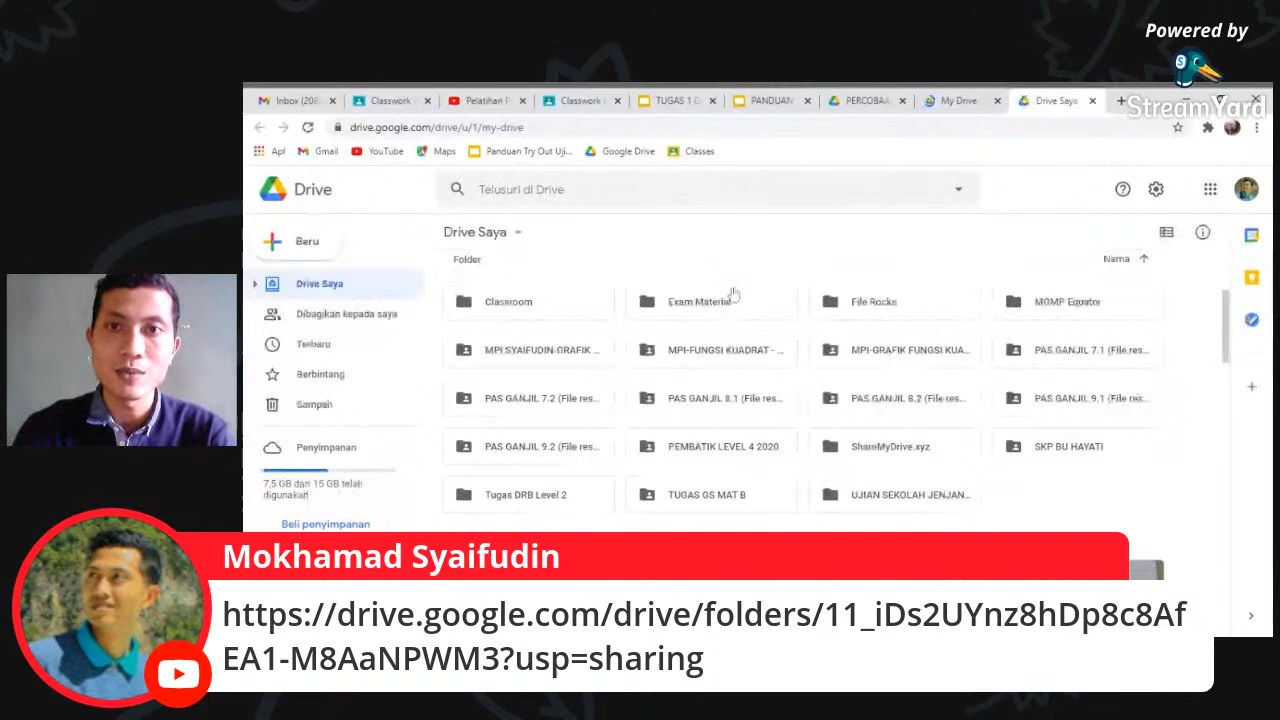 Powered by
StreamYard
Inbox (208 Classwork Pelatihan P Classwork TUGAS 1 PANDUAN PERCOBAA My Drive Drive Saya
drive.google.com/drive/u/1/my-drive
Apl Gmail YouTube Maps Panduan Try Out Uji... Google Drive Classes
Drive Telusuri di Drive
Baru Drive Saya
Folder Nama
Drive Saya Classroom Exam Material File Rocks MGMP Equator
Dibagikan kepada saya
Terbaru MPI SYAIFUDIN-GRAFIK ... MPI-FUNGSI KUADRAT - ... MPI-GRAFIK FUNGSI KUA... PAS GANJIL 7.1 (File res...
Berbintang
Sampah PAS GANJIL 7.2 (File res... PAS GANJIL 8.1 (File res... PAS GANJIL 8.2 (File res... PAS GANJIL 9.1 (File res...
Penyimpanan PAS GANJIL 9.2 (File res... PEMBATIK LEVEL 4 2020 ShareMyDrive.xyz SKP BU HAYATI
7,5 GB dari 15 GB telah
digunakan Tugas DRB Level 2 TUGAS GS MAT B UJIAN SEKOLAH JENJAN...
Beli penyimpanan
Mokhamad Syaifudin
https://drive.google.com/drive/folders/11_iDs2UYnz8hDp8c8Af
EA1-M8AaNPWM3?usp=sharing